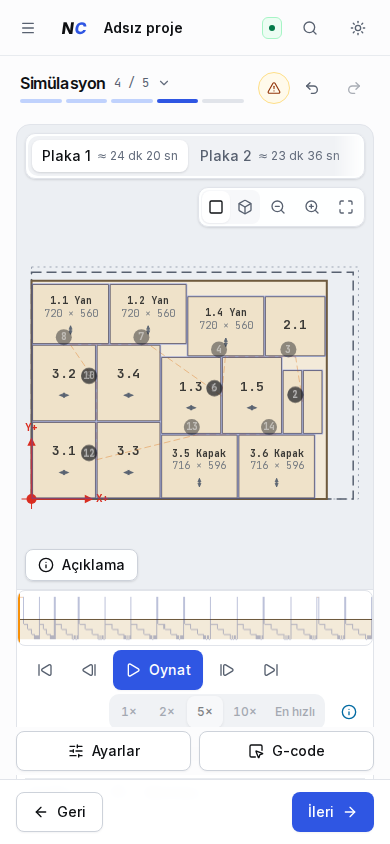 NC Adsız proje
Simülasyon 4 / 5
Plaka 1 ≈ 24 dk 20 sn Plaka 2 ≈ 23 dk 36 sn
1.1 Yan
720 × 560
1.2 Yan
720 × 560
1.4 Yan
720 × 560
2.1
8
7
4
3
3.2
10
3.4
1.3
6
1.5
2
13
14
Y+
3.1
12
3.3
3.5 Kapak
716 × 596
3.6 Kapak
716 × 596
X+
Açıklama
Oynat
1× 2× 5× 10× En hızlı
Ayarlar G-code
Geri İleri